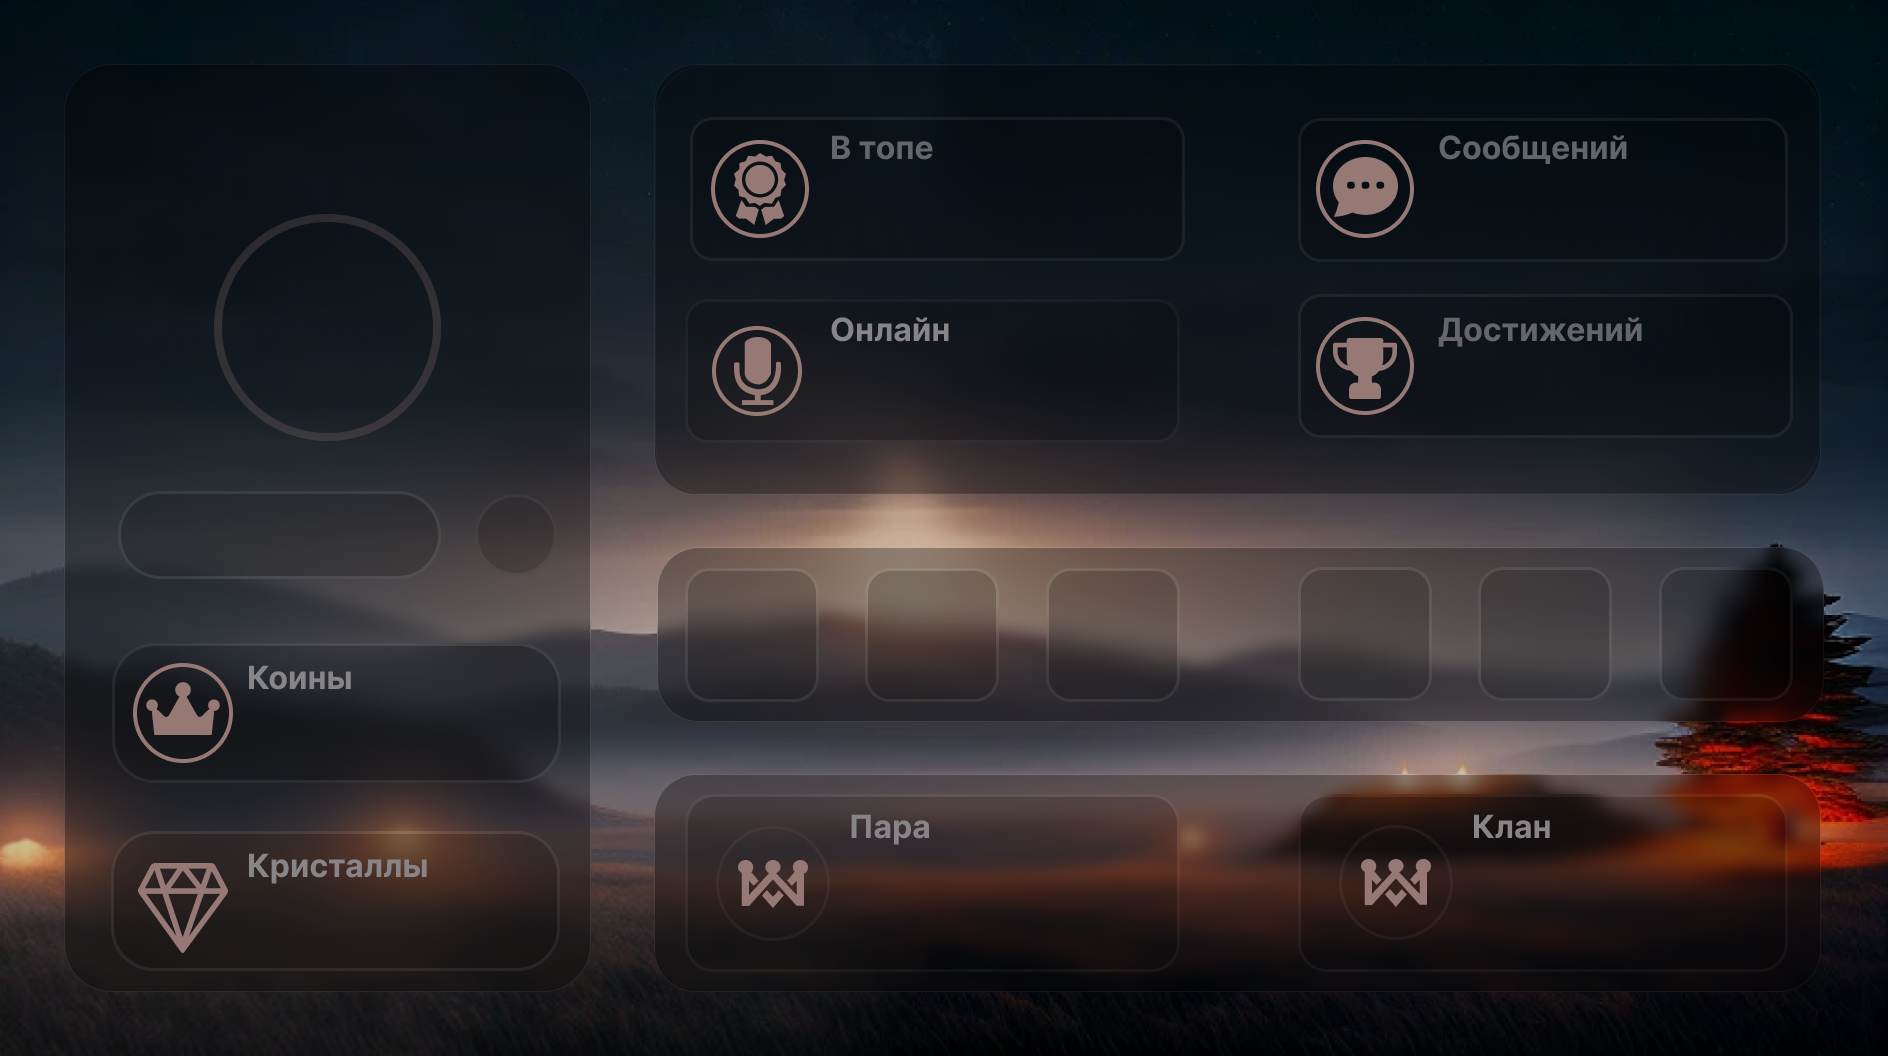 В топе
Сообщений
Онлайн
Достижений
Коины
Кристаллы
Пара
Клан